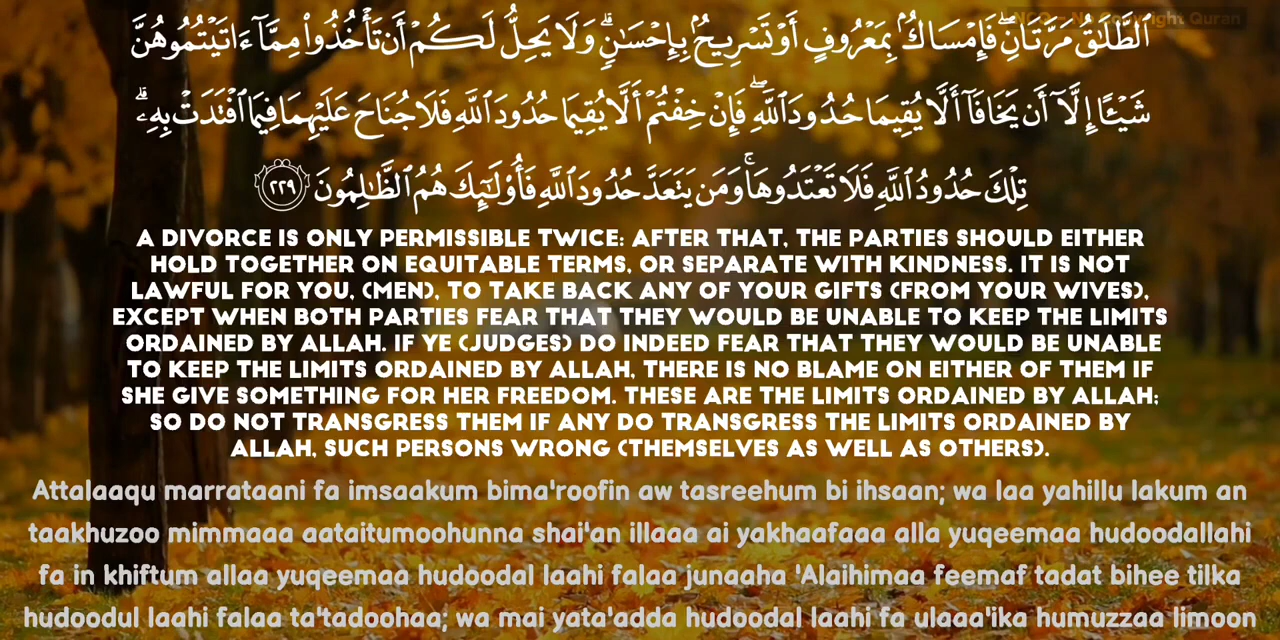 NCQ - No Copyright Quran
ٱلطَّلَـٰقُ مَرَّتَانِ ۖ فَإِمْسَاكٌۢ بِمَعْرُوفٍ أَوْ تَسْرِيحٌۢ بِإِحْسَـٰنٍ ۗ وَلَا يَحِلُّ لَكُمْ أَن تَأْخُذُوا۟ مِمَّآ ءَاتَيْتُمُوهُنَّ
شَيْـًٔا إِلَّآ أَن يَخَافَآ أَلَّا يُقِيمَا حُدُودَ ٱللَّهِ ۖ فَإِنْ خِفْتُمْ أَلَّا يُقِيمَا حُدُودَ ٱللَّهِ فَلَا جُنَاحَ عَلَيْهِمَا فِيمَا ٱفْتَدَتْ بِهِۦ ۗ
تِلْكَ حُدُودُ ٱللَّهِ فَلَا تَعْتَدُوهَا ۚ وَمَن يَتَعَدَّ حُدُودَ ٱللَّهِ فَأُو۟لَـٰٓئِكَ هُمُ ٱلظَّـٰلِمُونَ ٢٢٩
A DIVORCE IS ONLY PERMISSIBLE TWICE: AFTER THAT, THE PARTIES SHOULD EITHER
HOLD TOGETHER ON EQUITABLE TERMS, OR SEPARATE WITH KINDNESS. IT IS NOT
LAWFUL FOR YOU, (MEN), TO TAKE BACK ANY OF YOUR GIFTS (FROM YOUR WIVES),
EXCEPT WHEN BOTH PARTIES FEAR THAT THEY WOULD BE UNABLE TO KEEP THE LIMITS
ORDAINED BY ALLAH. IF YE (JUDGES) DO INDEED FEAR THAT THEY WOULD BE UNABLE
TO KEEP THE LIMITS ORDAINED BY ALLAH, THERE IS NO BLAME ON EITHER OF THEM IF
SHE GIVE SOMETHING FOR HER FREEDOM. THESE ARE THE LIMITS ORDAINED BY ALLAH;
SO DO NOT TRANSGRESS THEM IF ANY DO TRANSGRESS THE LIMITS ORDAINED BY
ALLAH, SUCH PERSONS WRONG (THEMSELVES AS WELL AS OTHERS).
Attalaaqu marrataani fa imsaakum bima'roofin aw tasreehum bi ihsaan; wa laa yahillu lakum an
taakhuzoo mimmaaa aataitumoohunna shai'an illaaa ai yakhaafaaa alla yuqeemaa hudoodallahi
fa in khiftum allaa yuqeemaa hudoodal laahi falaa junaaha 'Alaihimaa feemaf tadat bihee tilka
hudoodul laahi falaa ta'tadoohaa; wa mai yata'adda hudoodal laahi fa ulaaa'ika humuzzaa limoon